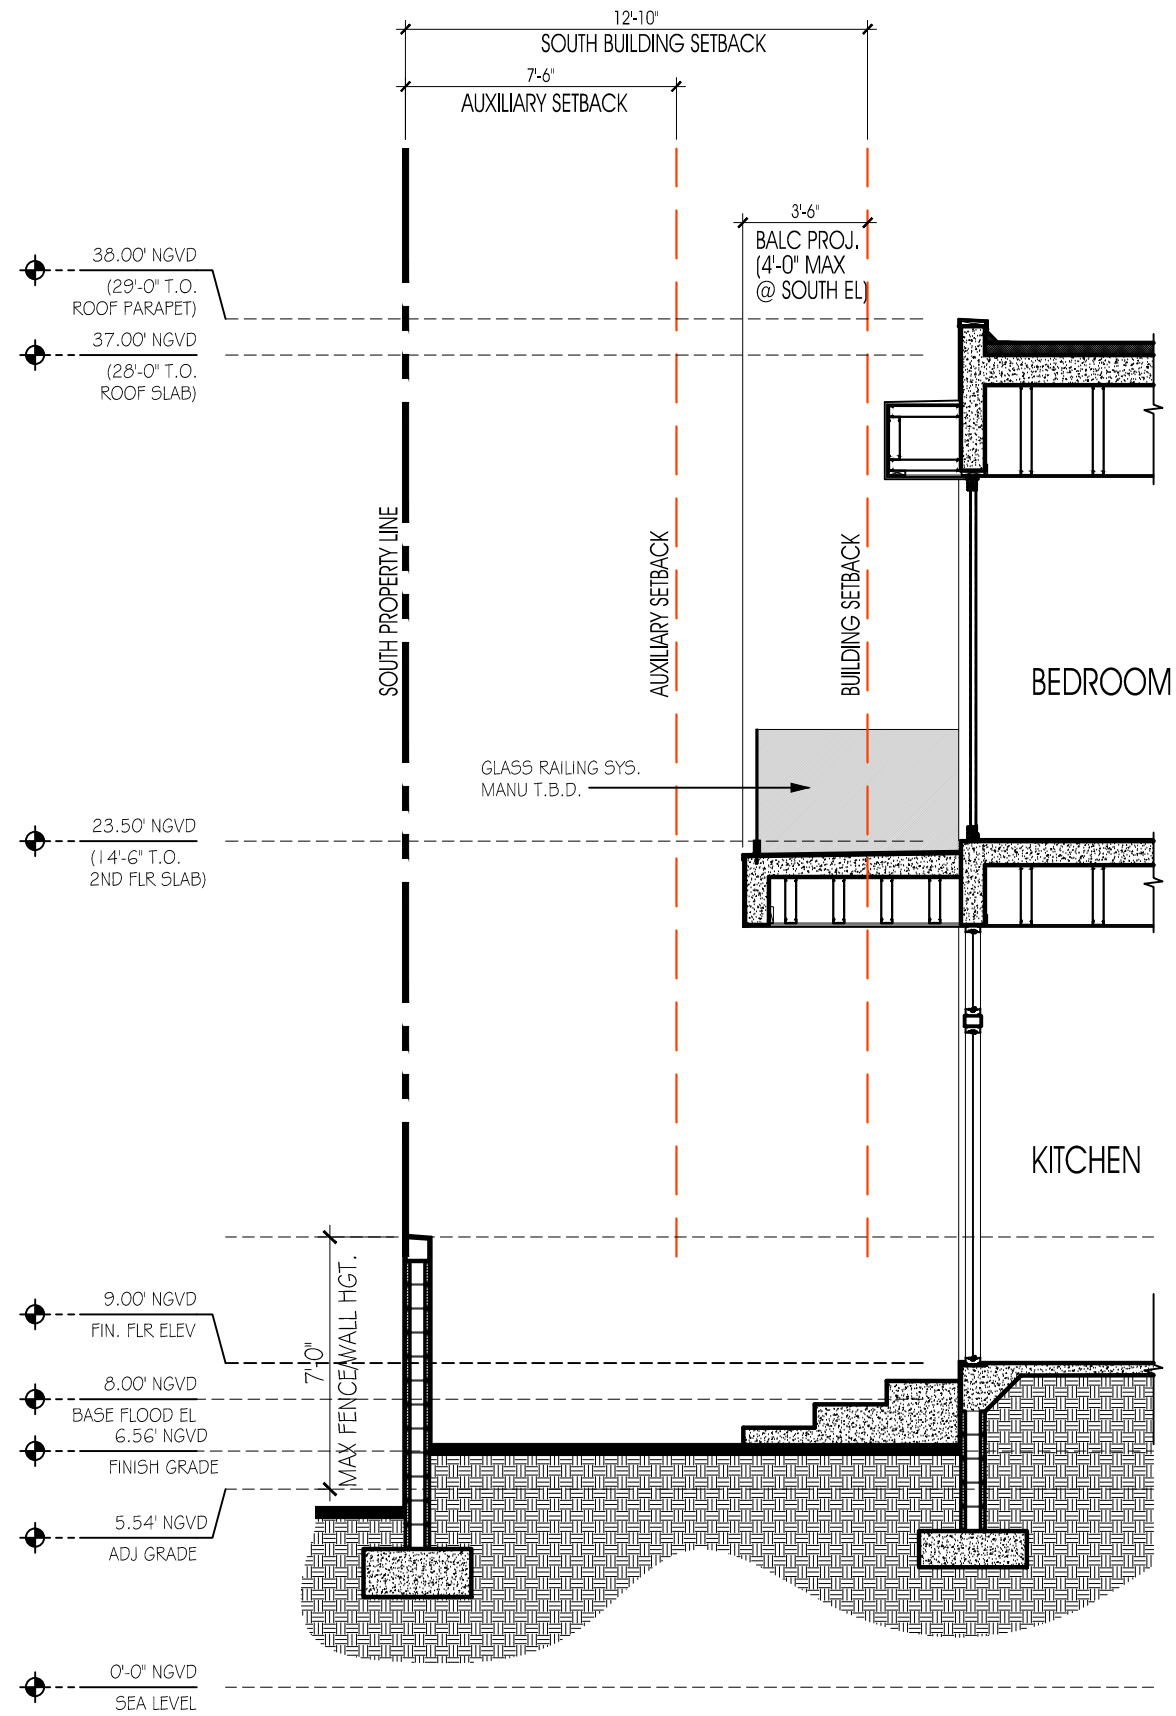 12'-10"
SOUTH BUILDING SETBACK
7'-6"
AUXILIARY SETBACK
3'-6"
BALC PROJ.
(4'-0" MAX
@ SOUTH EL)
38.00' NGVD
(29'-0" T.O.
ROOF PARAPET)
37.00' NGVD
(28'-0" T.O.
ROOF SLAB)
SOUTH PROPERTY LINE
AUXILIARY SETBACK
BUILDING SETBACK
BEDROOM
GLASS RAILING SYS.
MANU T.B.D.
23.50' NGVD
(14'-6" T.O.
2ND FLR SLAB)
KITCHEN
7'-0"
MAX FENCE/WALL HGT.
9.00' NGVD
FIN. FLR ELEV
8.00' NGVD
BASE FLOOD EL
6.56' NGVD
FINISH GRADE
5.54' NGVD
ADJ GRADE
0'-0" NGVD
SEA LEVEL